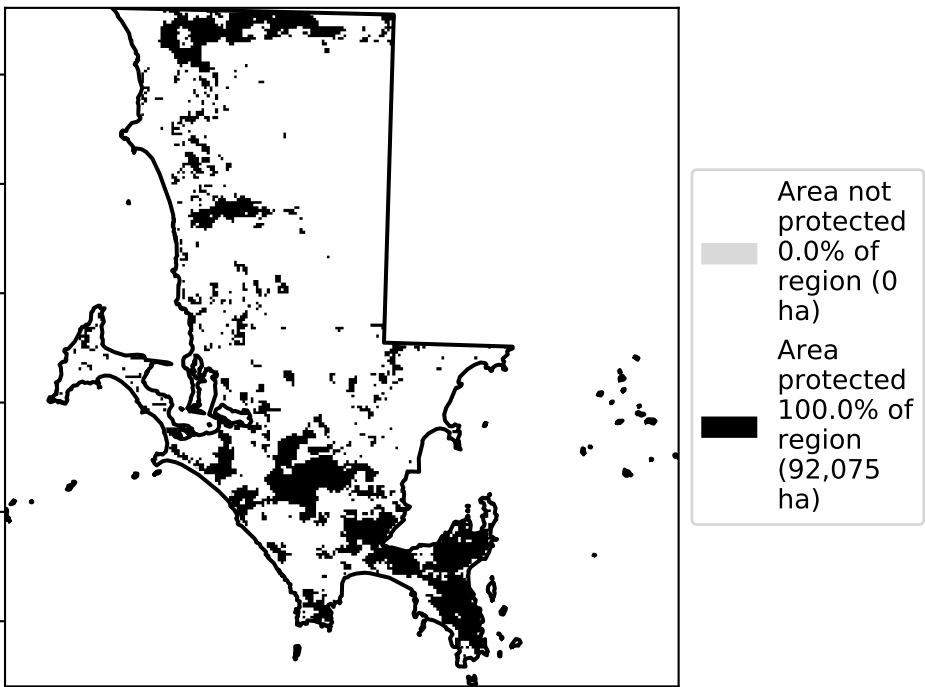 Area not
protected
0.0% of
region (0
ha)
Area
protected
100.0% of
region
(92,075
ha)